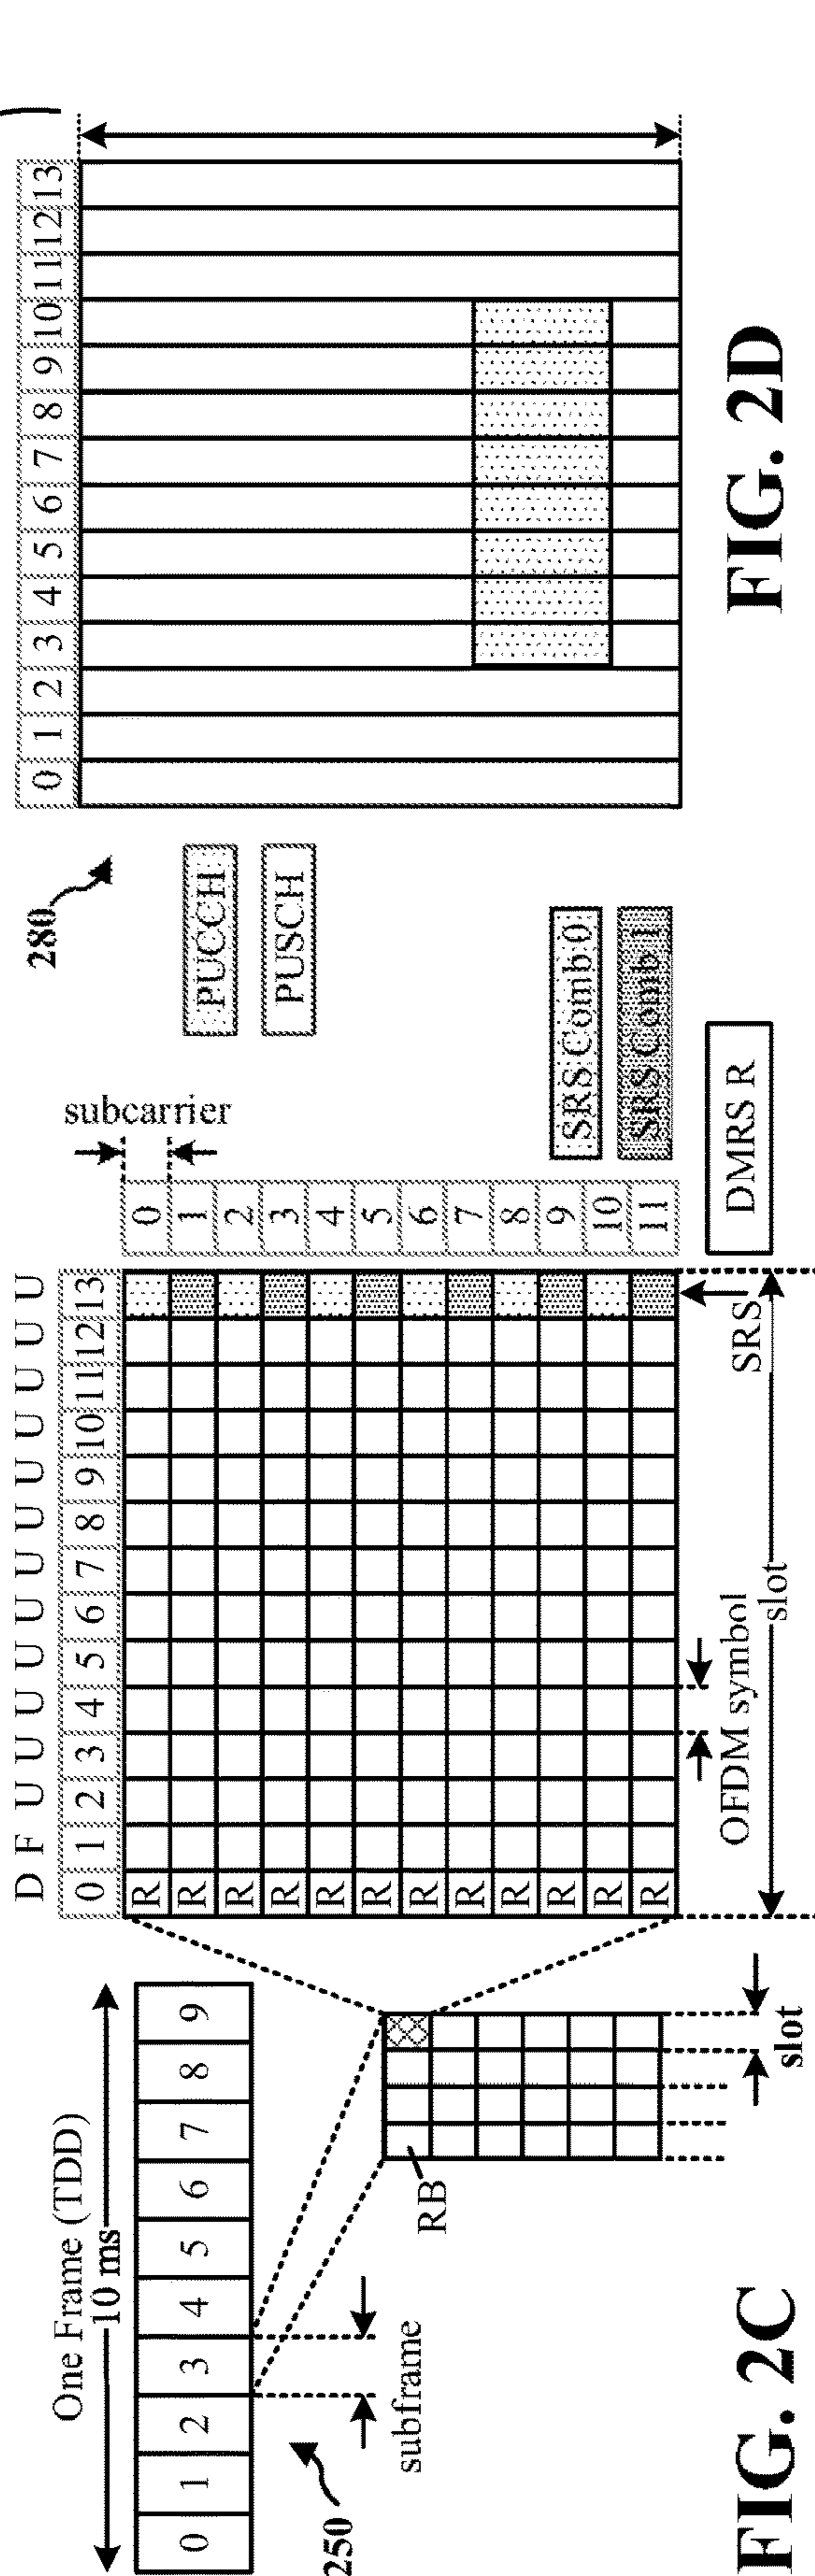 One Frame (TDD)
10 ms
0 1 2 3 4 5 6 7 8 9
250
subframe
RB
slot
FIG. 2C
D F U U U U U U U U U U U U
0 1 2 3 4 5 6 7 8 9 10 11 12 13
R
R
R
R
R
R
R
R
R
R
R
R
subcarrier
0
1
2
3
4
5
6
7
8
9
10
11
OFDM symbol
SRS
slot
280
PUCCH
PUSCH
SRS Comb 0
SRS Comb 1
DMRS R
0 1 2 3 4 5 6 7 8 9 10 11 12 13
FIG. 2D